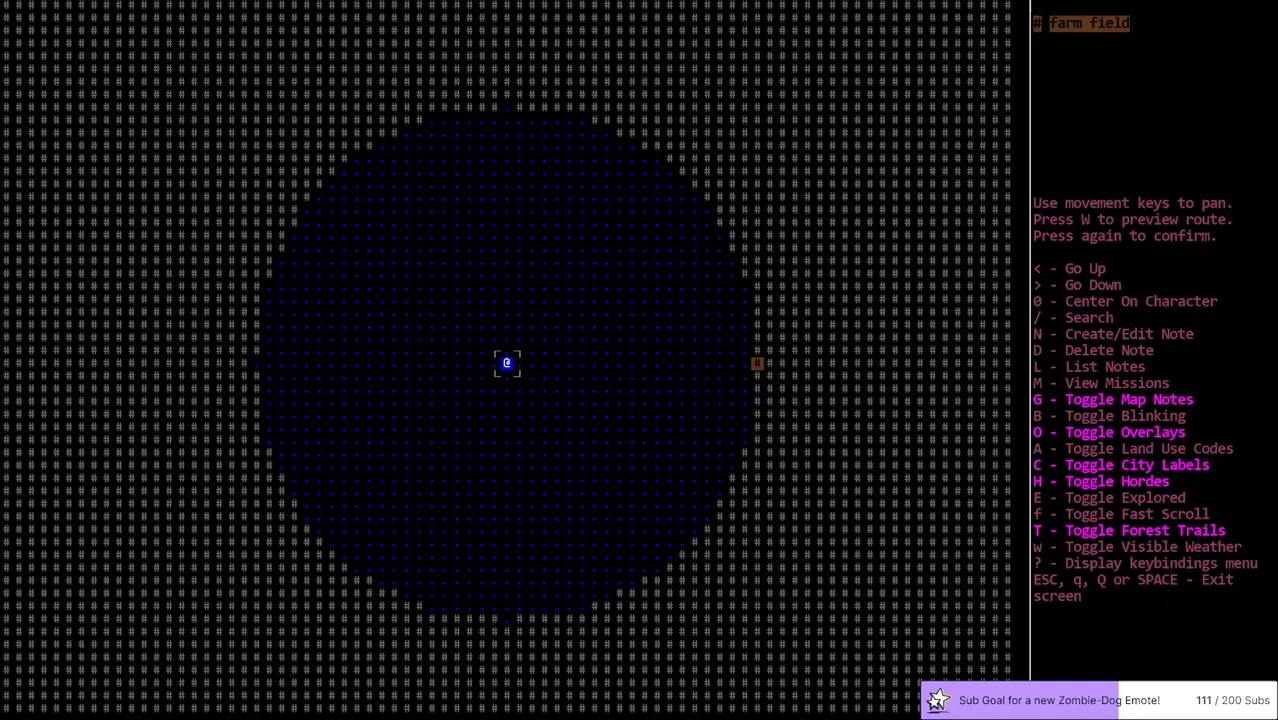 # farm field
Use movement keys to pan.
Press W to preview route.
Press again to confirm.
< - Go Up
> - Go Down
0 - Center On Character
/ - Search
N - Create/Edit Note
D - Delete Note
L - List Notes
M - View Missions
G - Toggle Map Notes
B - Toggle Blinking
O - Toggle Overlays
A - Toggle Land Use Codes
C - Toggle City Labels
H - Toggle Hordes
E - Toggle Explored
f - Toggle Fast Scroll
T - Toggle Forest Trails
w - Toggle Visible Weather
? - Display keybindings menu
ESC, q, Q or SPACE - Exit
screen
@
Sub Goal for a new Zombie-Dog Emote! 111 / 200 Subs